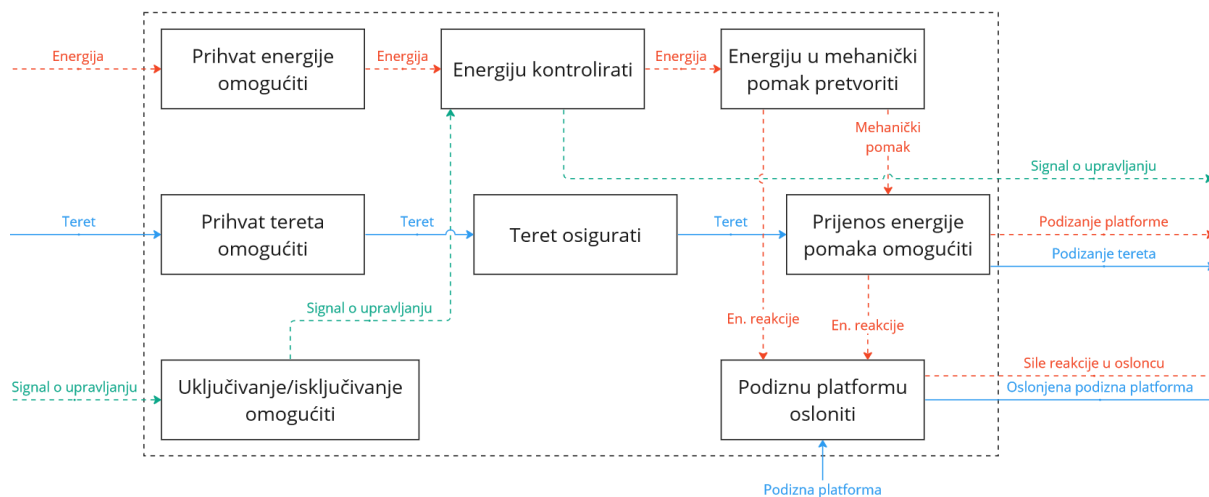 Energija
Prihvat energije
omogućiti
Energija
Energiju kontrolirati
Energija
Energiju u mehanički
pomak pretvoriti
Mehanički
pomak
Signal o upravljanju
Teret
Prihvat tereta
omogućiti
Teret
Teret osigurati
Teret
Prijenos energije
pomaka omogućiti
Podizanje platforme
Podizanje tereta
Signal o upravljanju
En. reakcije
En. reakcije
Signal o upravljanju
Uključivanje/isključivanje
omogućiti
Podiznu platformu
osloniti
Sile reakcije u osloncu
Oslonjena podizna platforma
Podizna platforma